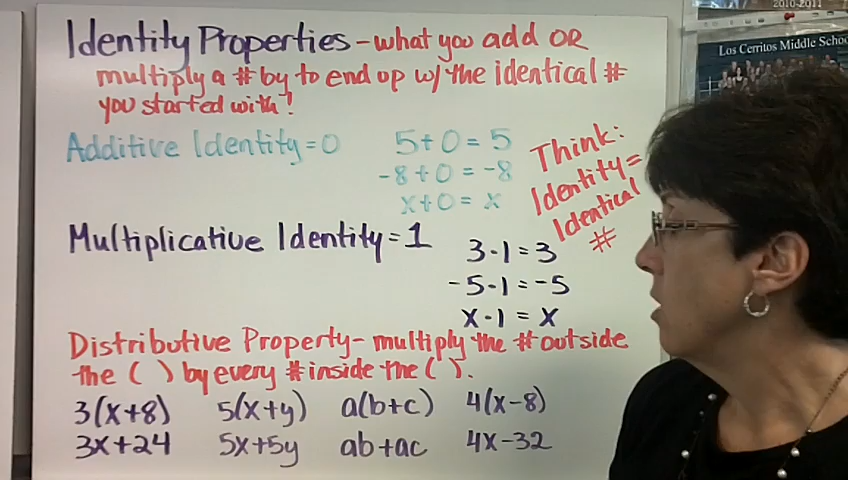 2010-2011
Los Cerritos Middle Schoo
Identity Properties - what you add OR
multiply a # by to end up w/ the identical #
you started with!
Additive Identity = 0
5+0 = 5
-8+0 = -8
x+0 = x
Think:
Identity =
Identical
#
Multiplicative Identity = 1
3·1 = 3
-5·1 = -5
x·1 = x
Distributive Property - multiply the # outside
the ( ) by every # inside the ( ).
3(x+8) 5(x+y) a(b+c) 4(x-8)
3x+24 5x+5y ab+ac 4x-32